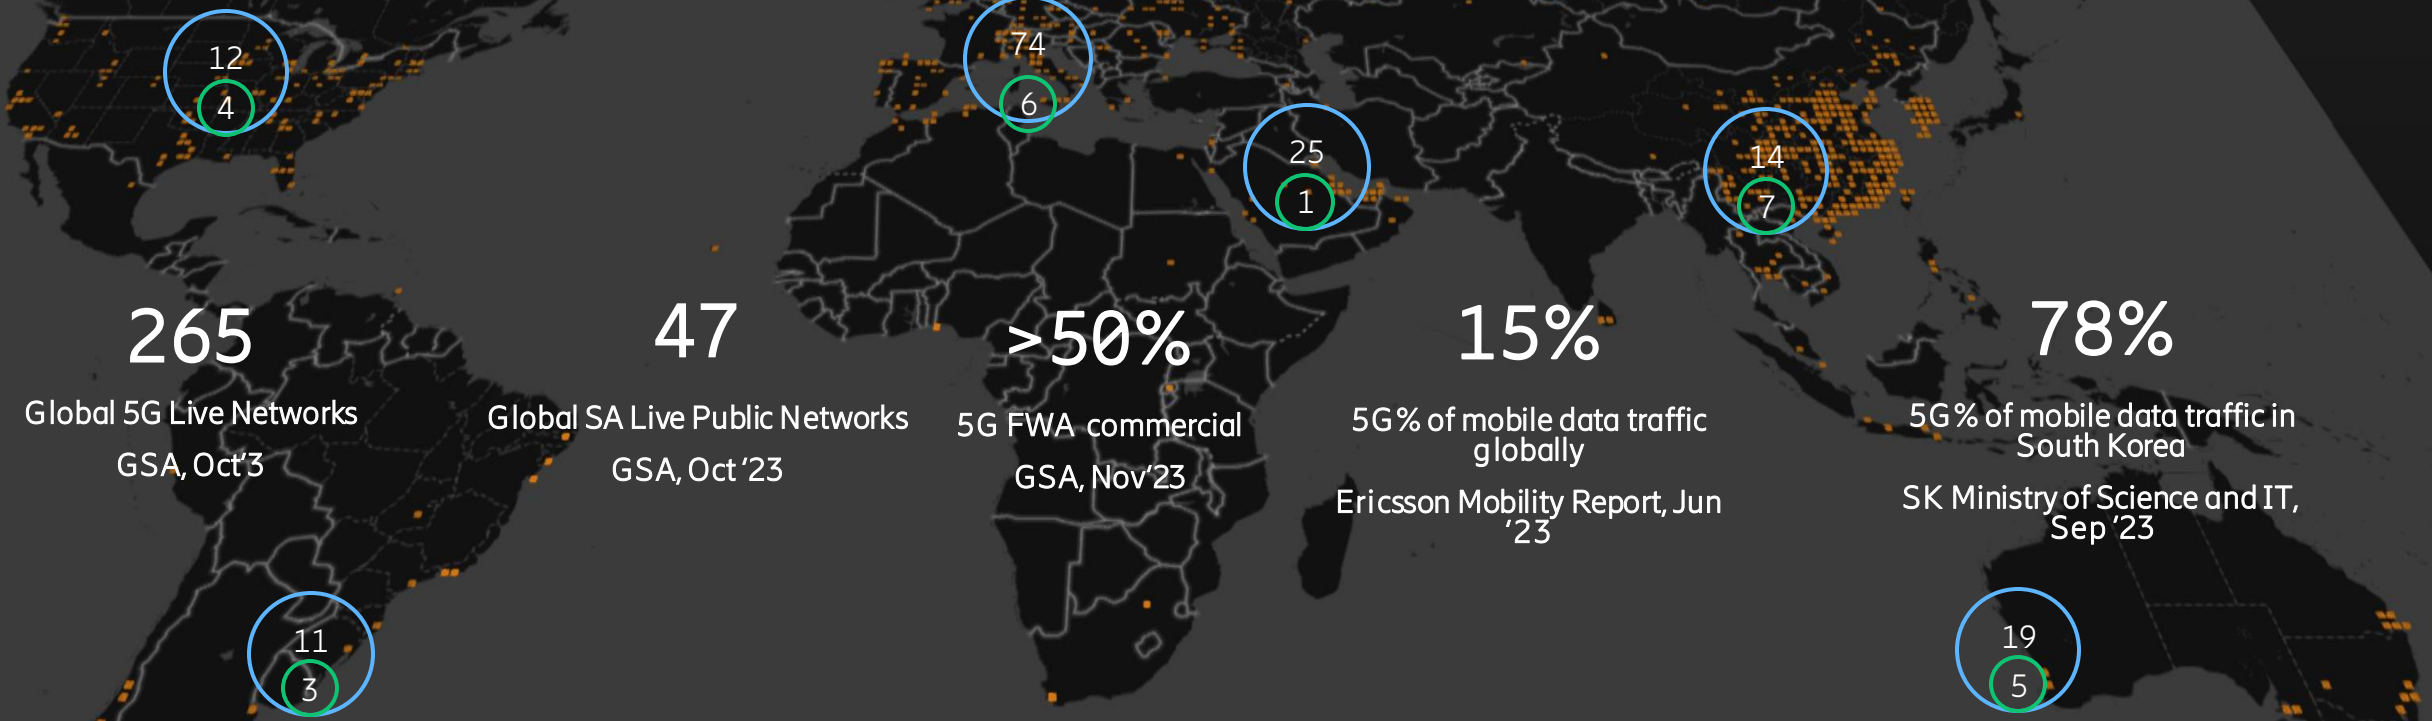 12
4
74
6
25
1
14
7
265
Global 5G Live Networks
GSA, Oct'3
47
Global SA Live Public Networks
GSA, Oct ‘23
>50%
5G FWA commercial
GSA, Nov‘23
15%
5G% of mobile data traffic
globally
Ericsson Mobility Report, Jun
‘23
78%
5G% of mobile data traffic in
South Korea
SK Ministry of Science and IT,
Sep ‘23
11
3
19
5